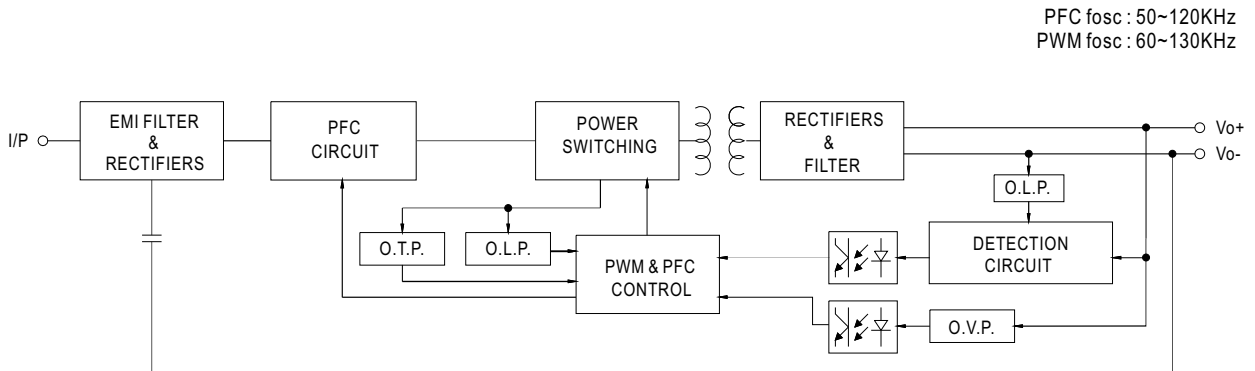 PFC fosc : 50~120KHz
PWM fosc : 60~130KHz
I/P
EMI FILTER
&
RECTIFIERS
PFC
CIRCUIT
POWER
SWITCHING
RECTIFIERS
&
FILTER
Vo+
Vo-
O.L.P.
O.T.P.
O.L.P.
PWM & PFC
CONTROL
DETECTION
CIRCUIT
O.V.P.